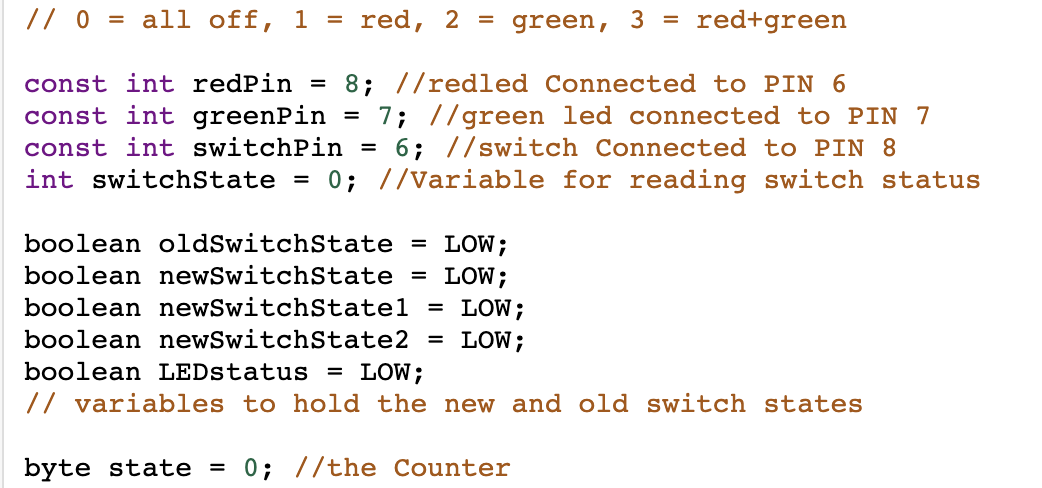 // 0 = all off, 1 = red, 2 = green, 3 = red+green
const int redPin = 8; //redled Connected to PIN 6
const int greenPin = 7; //green led connected to PIN 7
const int switchPin = 6; //switch Connected to PIN 8
int switchState = 0; //Variable for reading switch status
boolean oldSwitchState = LOW;
boolean newSwitchState = LOW;
boolean newSwitchState1 = LOW;
boolean newSwitchState2 = LOW;
boolean LEDstatus = LOW;
// variables to hold the new and old switch states
byte state = 0; //the Counter